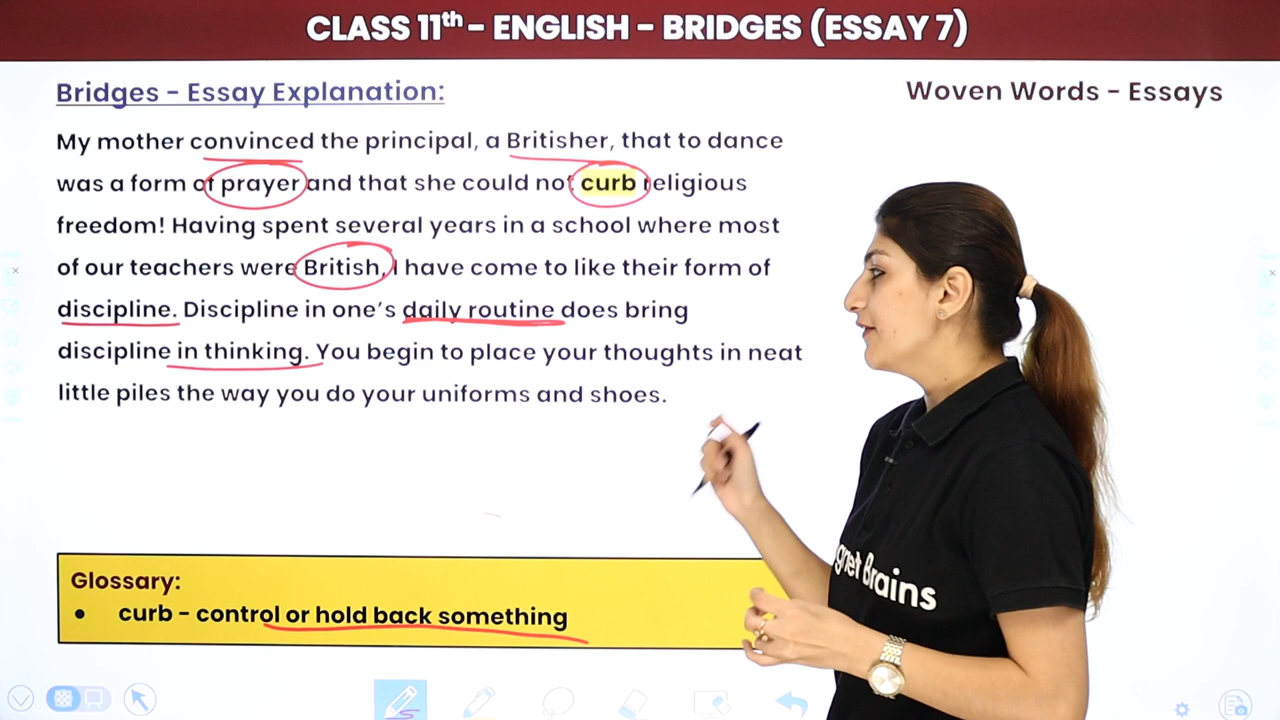 CLASS 11th - ENGLISH - BRIDGES (ESSAY 7)
Bridges - Essay Explanation:
Woven Words - Essays
My mother convinced the principal, a Britisher, that to dance
was a form of prayer and that she could not curb religious
freedom! Having spent several years in a school where most
of our teachers were British, I have come to like their form of
discipline. Discipline in one's daily routine does bring
discipline in thinking. You begin to place your thoughts in neat
little piles the way you do your uniforms and shoes.
Glossary:
• curb - control or hold back something
Brains